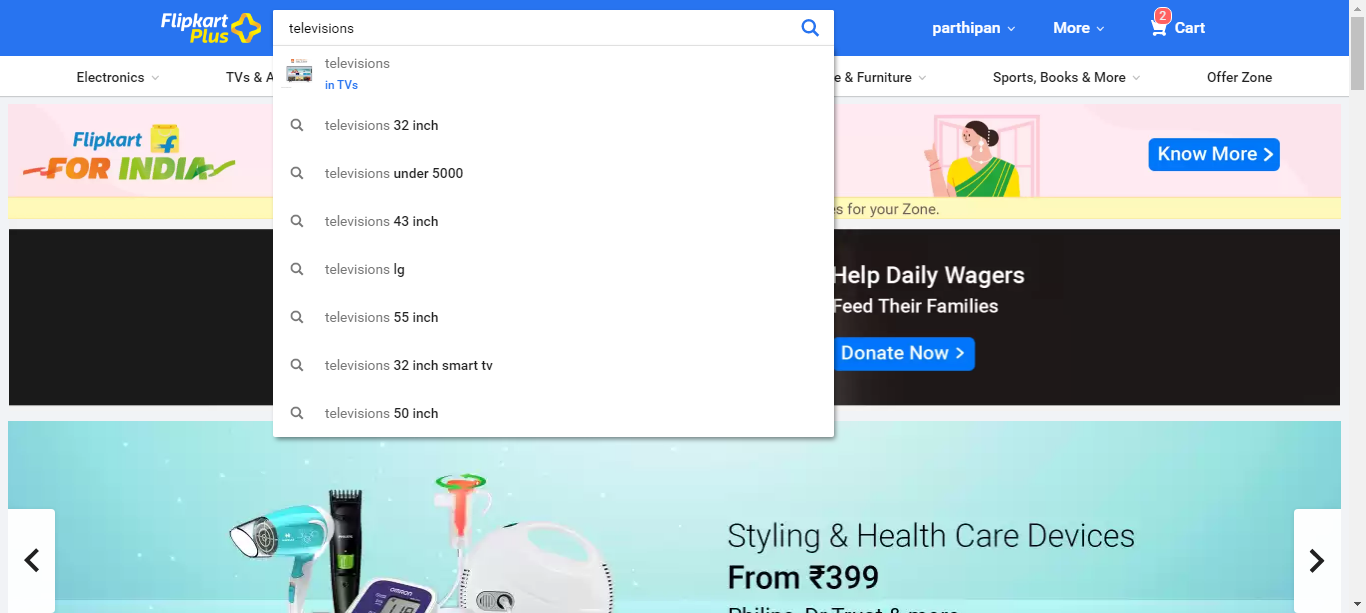 Flipkart
Plus
televisions
parthipan
More
2
Cart
Electronics
TVs &
& Furniture
Sports, Books & More
Offer Zone
televisions
in TVs
televisions 32 inch
televisions under 5000
televisions 43 inch
televisions lg
televisions 55 inch
televisions 32 inch smart tv
televisions 50 inch
Flipkart
FOR INDIA
Know More
for your Zone.
Help Daily Wagers
Feed Their Families
Donate Now
Styling & Health Care Devices
From ₹399
Philips, Dr.Trust & more
OMRON